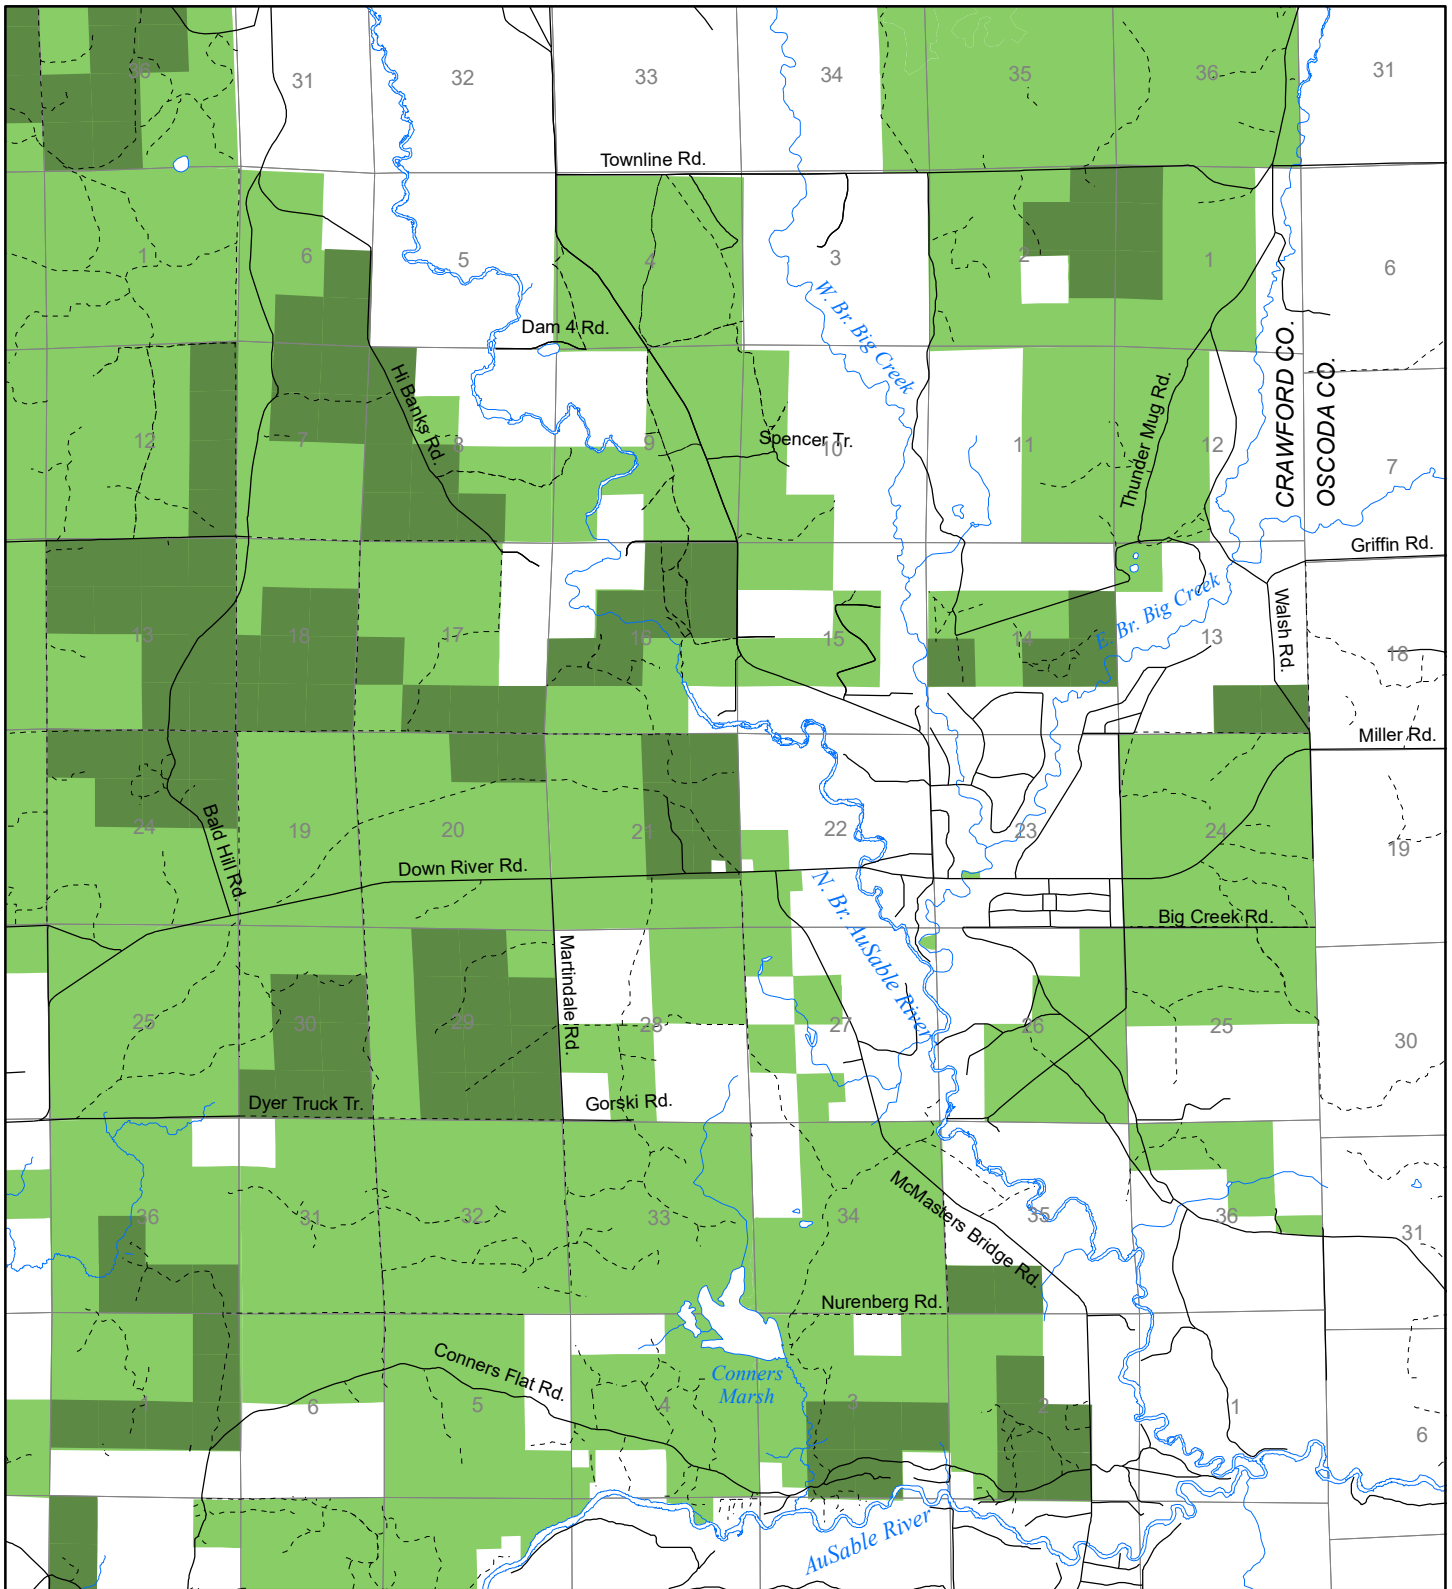 36
31
32
33
34
35
36
31
Townline Rd.
1
6
5
4
3
2
1
6
W. Br. Big Creek
Dam 4 Rd.
CRAWFORD CO.
OSCODA CO.
Hi Banks Rd.
Thunder Mug Rd.
12
7
8
9
Spencer Tr.
10
11
12
7
Griffin Rd.
E. Br. Big Creek
Walsh Rd.
13
18
17
16
15
14
13
18
Miller Rd.
Bald Hill Rd.
24
19
20
21
22
23
24
19
Down River Rd.
N. Br. AuSable River
Big Creek Rd.
Martindale Rd.
25
30
29
28
27
26
25
30
Dyer Truck Tr.
Gorski Rd.
McMasters Bridge Rd.
36
31
32
33
34
35
36
31
Nurenberg Rd.
Conners Flat Rd.
Conners
Marsh
1
6
5
4
3
2
1
6
AuSable River